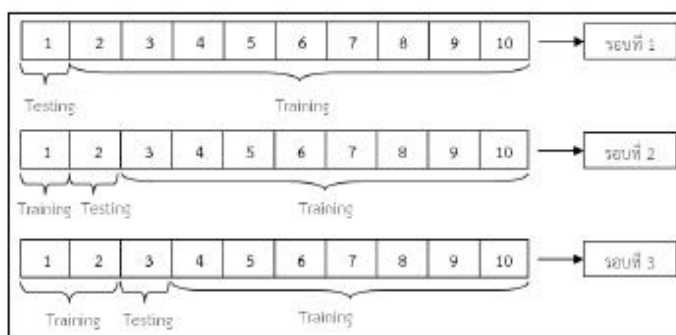 1 2 3 4 5 6 7 8 9 10 รอบที่ 1
Testing Training
1 2 3 4 5 6 7 8 9 10 รอบที่ 2
Training Testing Training
1 2 3 4 5 6 7 8 9 10 รอบที่ 3
Training Testing Training